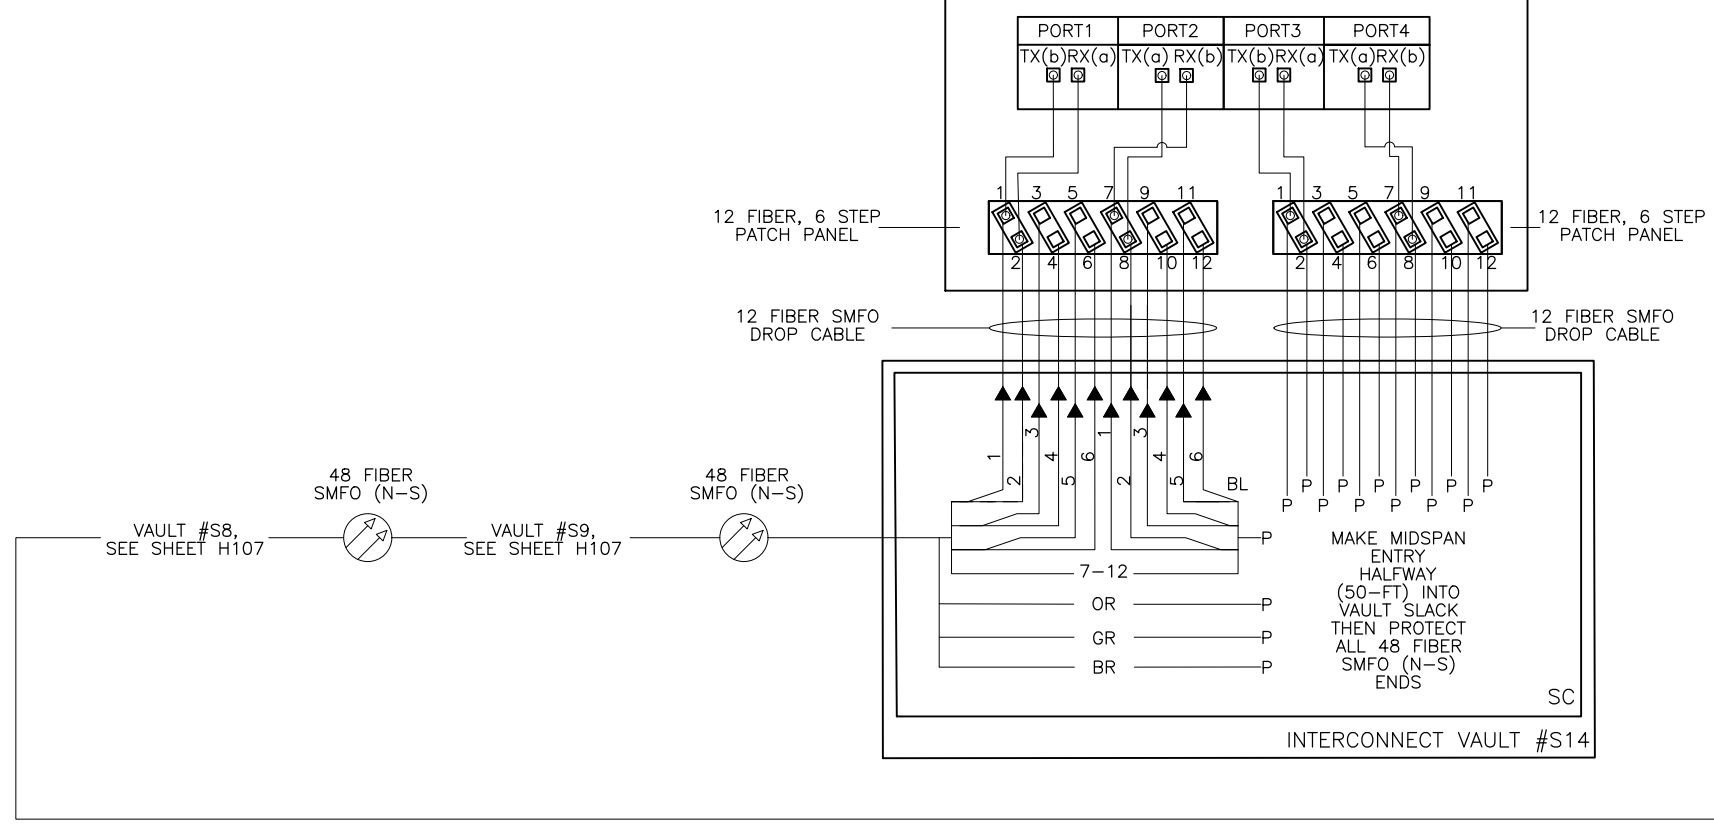 PORT1 PORT2 PORT3 PORT4
TX(b) RX(a) TX(a) RX(b) TX(b) RX(a) TX(a) RX(b)
1 3 5 7 9 11
1 3 5 7 9 11
12 FIBER, 6 STEP
PATCH PANEL
12 FIBER, 6 STEP
PATCH PANEL
2 4 6 8 10 12
2 4 6 8 10 12
12 FIBER SMFO
DROP CABLE
12 FIBER SMFO
DROP CABLE
1 2 3 4 5 6 1 2 3 4 5 6
BL
P P P P P P
P P P P P P
48 FIBER
SMFO (N-S)
48 FIBER
SMFO (N-S)
VAULT #S8,
SEE SHEET H107
VAULT #S9,
SEE SHEET H107
P
7-12
OR P
GR P
BR P
MAKE MIDSPAN
ENTRY
HALFWAY
(50-FT) INTO
VAULT SLACK
THEN PROTECT
ALL 48 FIBER
SMFO (N-S)
ENDS
SC
INTERCONNECT VAULT #S14